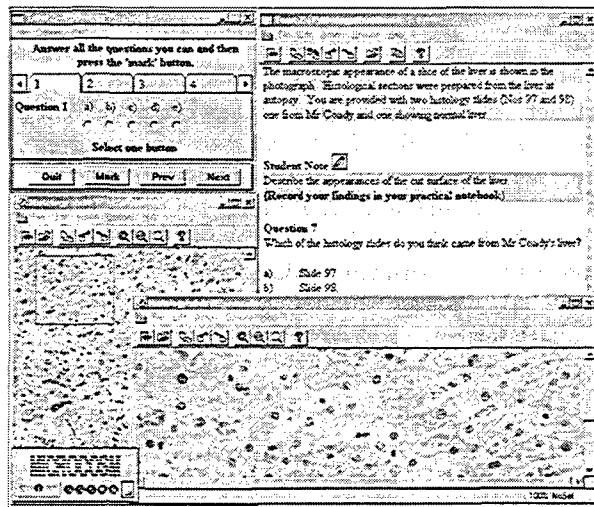 Answer all the questions you can and then
press the 'mark' button.
1 2 3 4
Question 1 a) b) c) d) e)
Select one button
Quit Mark Prev Next
The macroscopic appearance of a slice of the liver is shown in the
photograph. Histological sections were prepared from the liver at
autopsy. You are provided with two histology slides (Nos 97 and 98)
one from Mr Coady and one showing normal liver.
Student Note
Describe the appearances of the cut surface of the liver.
(Record your findings in your practical notebook)
Question 7
Which of the histology slides do you think came from Mr Coady's liver?
a) Slide 97
b) Slide 98
100%